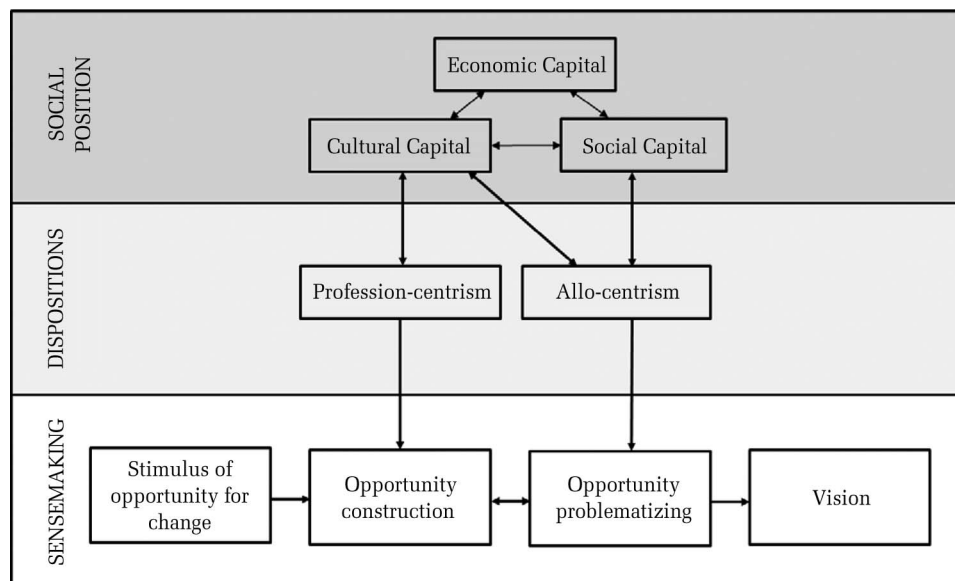 SOCIAL
POSITION
Economic Capital
Cultural Capital
Social Capital
DISPOSITIONS
Profession-centrism
Allo-centrism
SENSEMAKING
Stimulus of
opportunity for
change
Opportunity
construction
Opportunity
problematizing
Vision